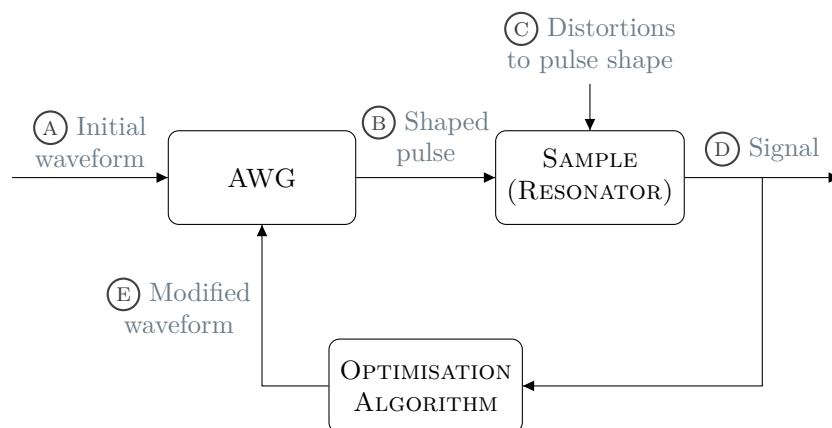 C Distortions
to pulse shape
A Initial
waveform
B Shaped
pulse
D Signal
AWG
SAMPLE
(RESONATOR)
E Modified
waveform
OPTIMISATION
ALGORITHM